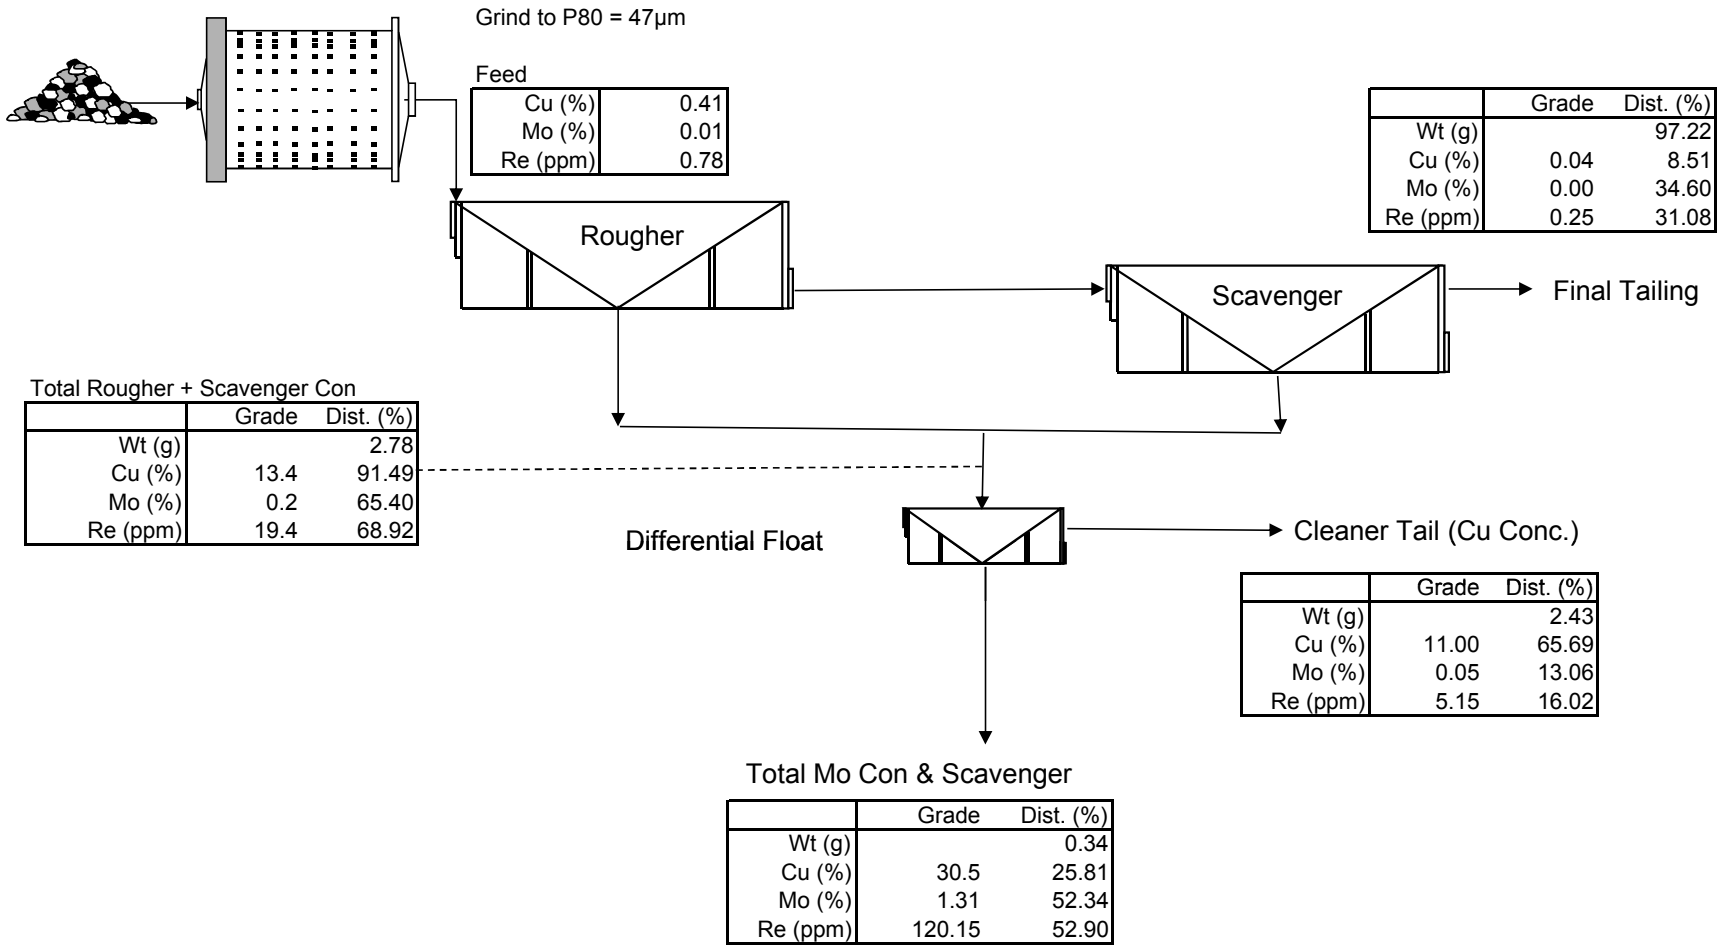 Grind to P80 = 47µm
Feed
Cu (%) 0.41
Mo (%) 0.01
Re (ppm) 0.78
Grade Dist. (%)
Wt (g) 97.22
Cu (%) 0.04 8.51
Mo (%) 0.00 34.60
Re (ppm) 0.25 31.08
Rougher
Scavenger
Final Tailing
Total Rougher + Scavenger Con
Grade Dist. (%)
Wt (g) 2.78
Cu (%) 13.4 91.49
Mo (%) 0.2 65.40
Re (ppm) 19.4 68.92
Differential Float
Cleaner Tail (Cu Conc.)
Grade Dist. (%)
Wt (g) 2.43
Cu (%) 11.00 65.69
Mo (%) 0.05 13.06
Re (ppm) 5.15 16.02
Total Mo Con & Scavenger
Grade Dist. (%)
Wt (g) 0.34
Cu (%) 30.5 25.81
Mo (%) 1.31 52.34
Re (ppm) 120.15 52.90